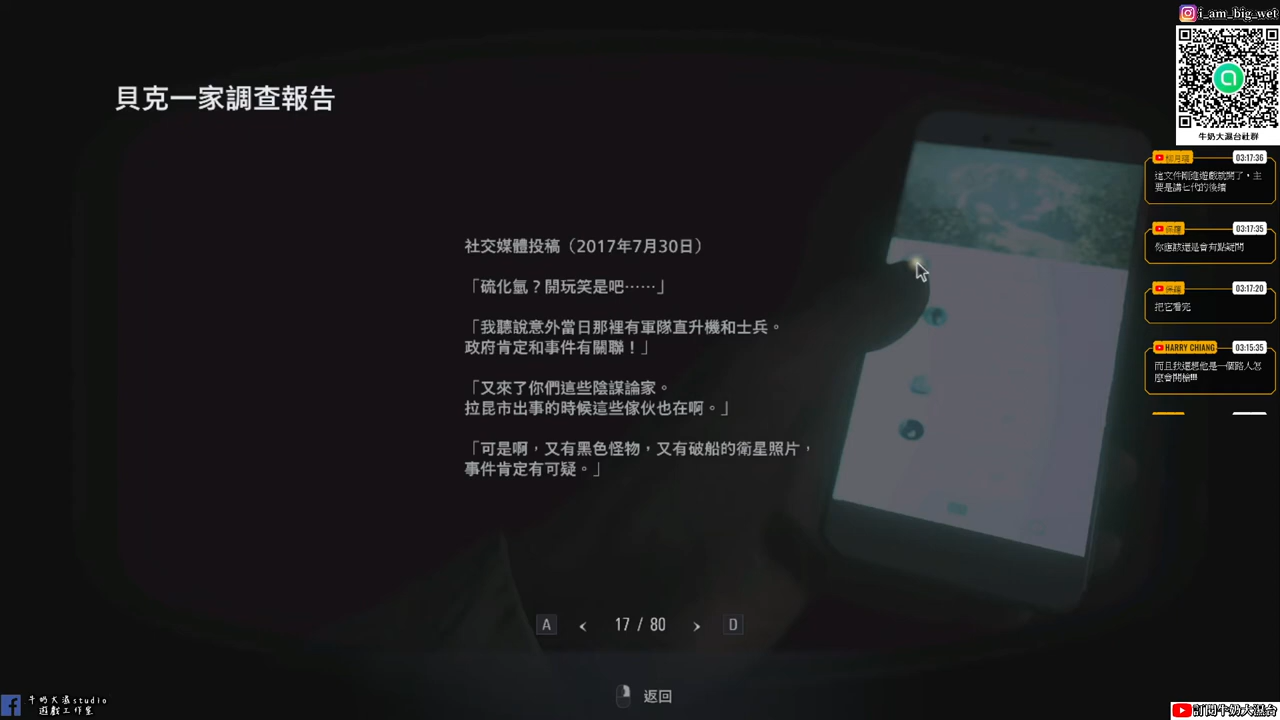 i_am_big_wet
牛奶大濕台社群
貝克一家調查報告
社交媒體投稿（2017年7月30日）
「硫化氫？開玩笑是吧……」
「我聽說意外當日那裡有軍隊直升機和士兵。
政府肯定和事件有關聯！」
「又來了你們這些陰謀論家。
拉昆市出事的時候這些傢伙也在啊。」
「可是啊，又有黑色怪物，又有破船的衛星照片，
事件肯定有可疑。」
A < 17 / 80 > D
返回
03:17:36
這文件剛進遊戲就開了，主
要是講七代的後續
03:17:35
你應該還是會有點疑問
03:17:20
把它看完
HARRY CHIANG 03:15:35
而且我還想他是一個路人怎
麼會開槍!!!!
牛奶大濕studio
遊戲工作室
訂閱牛奶大濕台